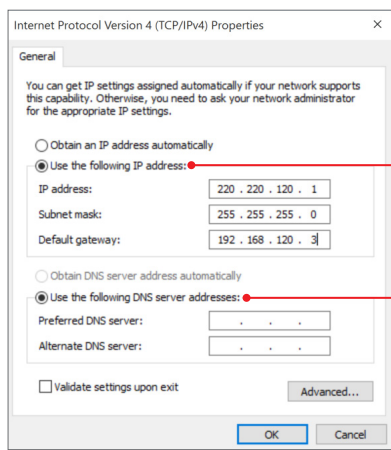 Internet Protocol Version 4 (TCP/IPv4) Properties
General
You can get IP settings assigned automatically if your network supports
this capability. Otherwise, you need to ask your network administrator
for the appropriate IP settings.
Obtain an IP address automatically
Use the following IP address:
IP address: 220 . 220 . 120 . 1
Subnet mask: 255 . 255 . 255 . 0
Default gateway: 192 . 168 . 120 . 3
Obtain DNS server address automatically
Use the following DNS server addresses:
Preferred DNS server: . . .
Alternate DNS server: . . .
Validate settings upon exit
Advanced...
OK Cancel